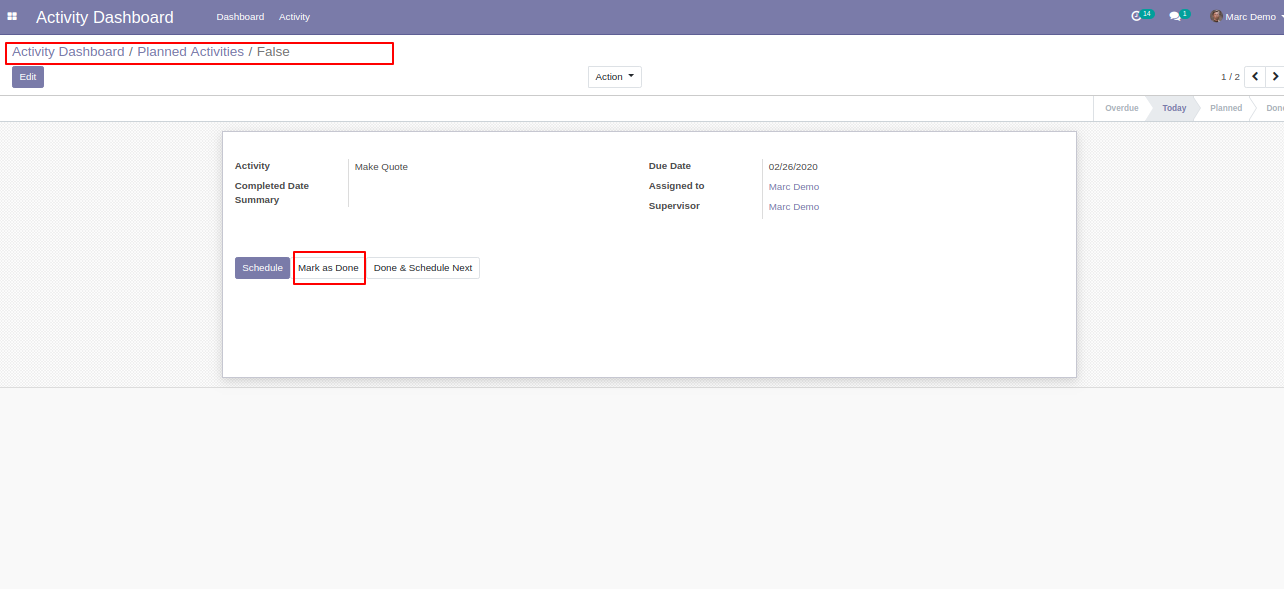 Activity Dashboard Dashboard Activity 14 1 Marc Demo
Activity Dashboard / Planned Activities / False
Edit Action 1 / 2
Overdue Today Planned Done
Activity Make Quote Due Date 02/26/2020
Completed Date Assigned to Marc Demo
Summary Supervisor Marc Demo
Schedule Mark as Done Done & Schedule Next